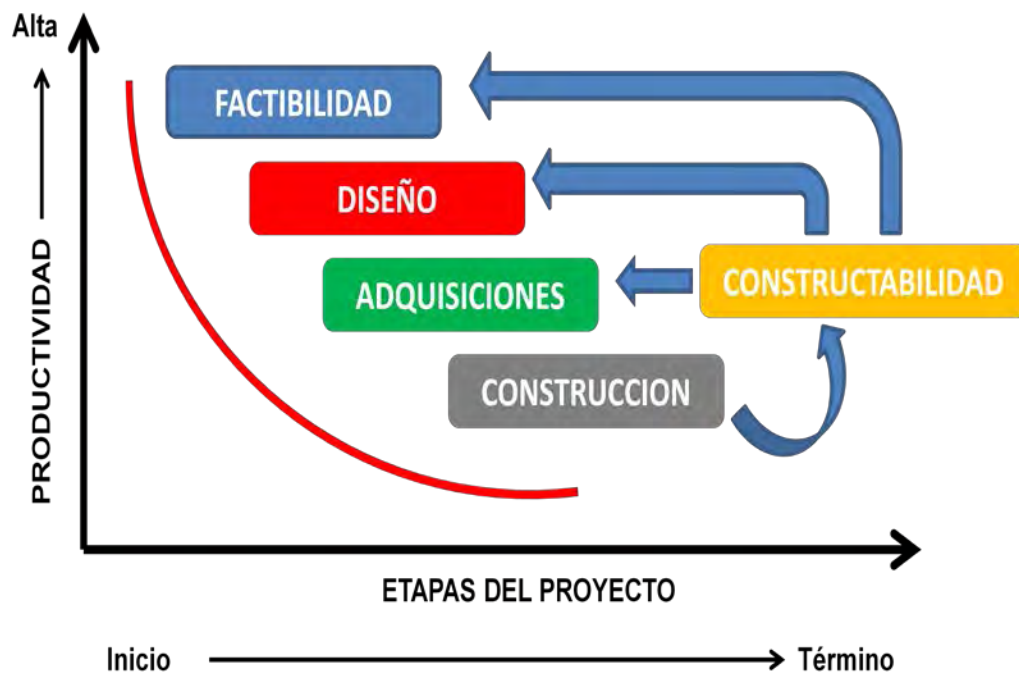 Alta
FACTIBILIDAD
DISEÑO
ADQUISICIONES
CONSTRUCTABILIDAD
CONSTRUCCION
PRODUCTIVIDAD
ETAPAS DEL PROYECTO
Inicio
Término